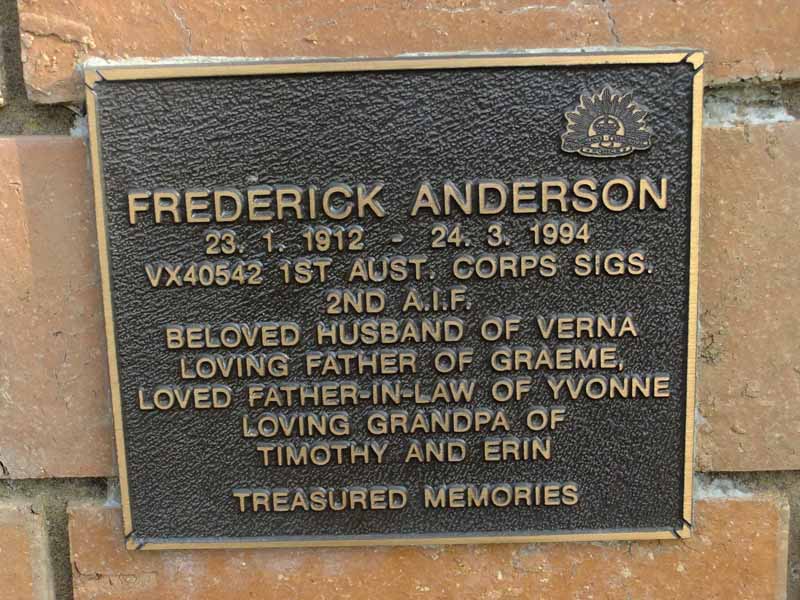 FREDERICK ANDERSON
23. 1. 1912 - 24. 3. 1994
VX40542 1ST AUST. CORPS SIGS.
2ND A.I.F.
BELOVED HUSBAND OF VERNA
LOVING FATHER OF GRAEME,
LOVED FATHER-IN-LAW OF YVONNE
LOVING GRANDPA OF
TIMOTHY AND ERIN
TREASURED MEMORIES